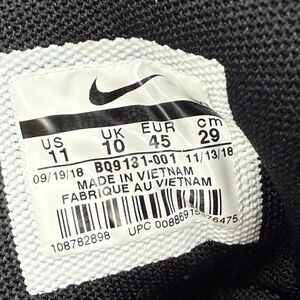 US UK EUR cm
11 10 45 29
09/19/18 BQ9131-001 11/13/18
MADE IN VIETNAM
FABRIQUE AU VIETNAM
108782898 UPC